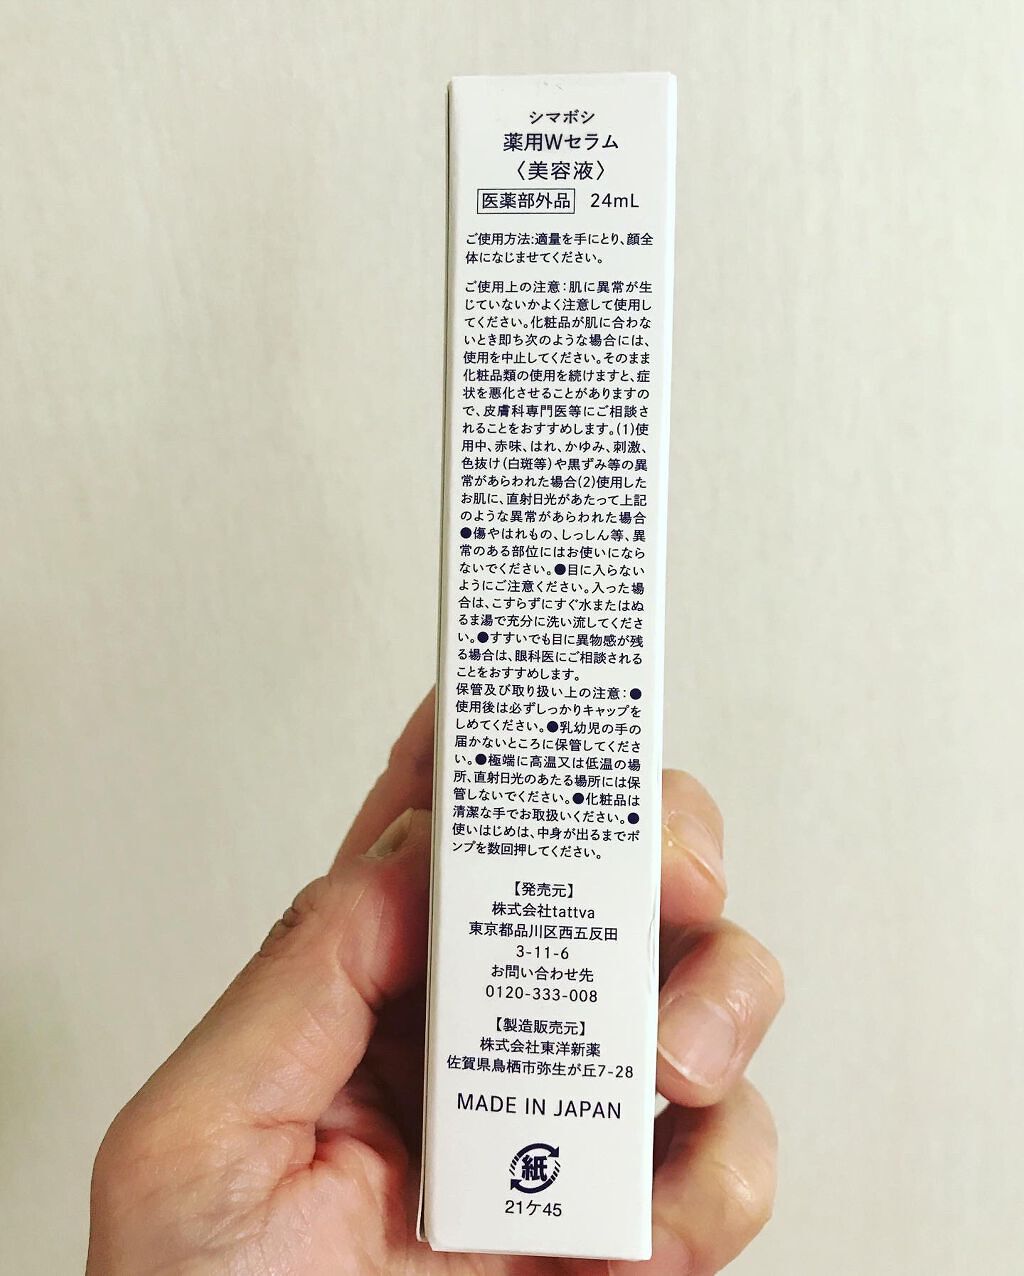 シマボシ
薬用Wセラム
〈美容液〉
医薬部外品 24mL
ご使用方法:適量を手にとり、顔全
体になじませてください。
ご使用上の注意:肌に異常が生
じていないかよく注意して使用し
てください。化粧品が肌に合わな
いとき即ち次のような場合には、
使用を中止してください。そのまま
化粧品類の使用を続けますと、症
状を悪化させることがありますの
で、皮膚科専門医等にご相談さ
れることをおすすめします。(1)使
用中、赤味、はれ、かゆみ、刺激、
色抜け(白斑等)や黒ずみ等の異
常があらわれた場合(2)使用した
お肌に、直射日光があたって上記
のような異常があらわれた場合
●傷やはれもの、しっしん等、異
常のある部位にはお使いになら
ないでください。●目に入らない
ようにご注意ください。入った場
合は、こすらずにすぐ水またはぬ
るま湯で充分に洗い流してくださ
い。●すすいでも目に異物感が残
る場合は、眼科医にご相談される
ことをおすすめします。
保管及び取り扱い上の注意:●
使用後は必ずしっかりキャップを
しめてください。●乳幼児の手の
届かないところに保管してくださ
い。●極端に高温又は低温の場
所、直射日光のあたる場所には保
管しないでください。●化粧品は
清潔な手でお取扱いください。●
使いはじめは、中身が出るまでポ
ンプを数回押してください。
【発売元】
株式会社tattva
東京都品川区西五反田
3-11-6
お問い合わせ先
0120-333-008
【製造販売元】
株式会社東洋新薬
佐賀県鳥栖市弥生が丘7-28
MADE IN JAPAN
紙
21ケ45